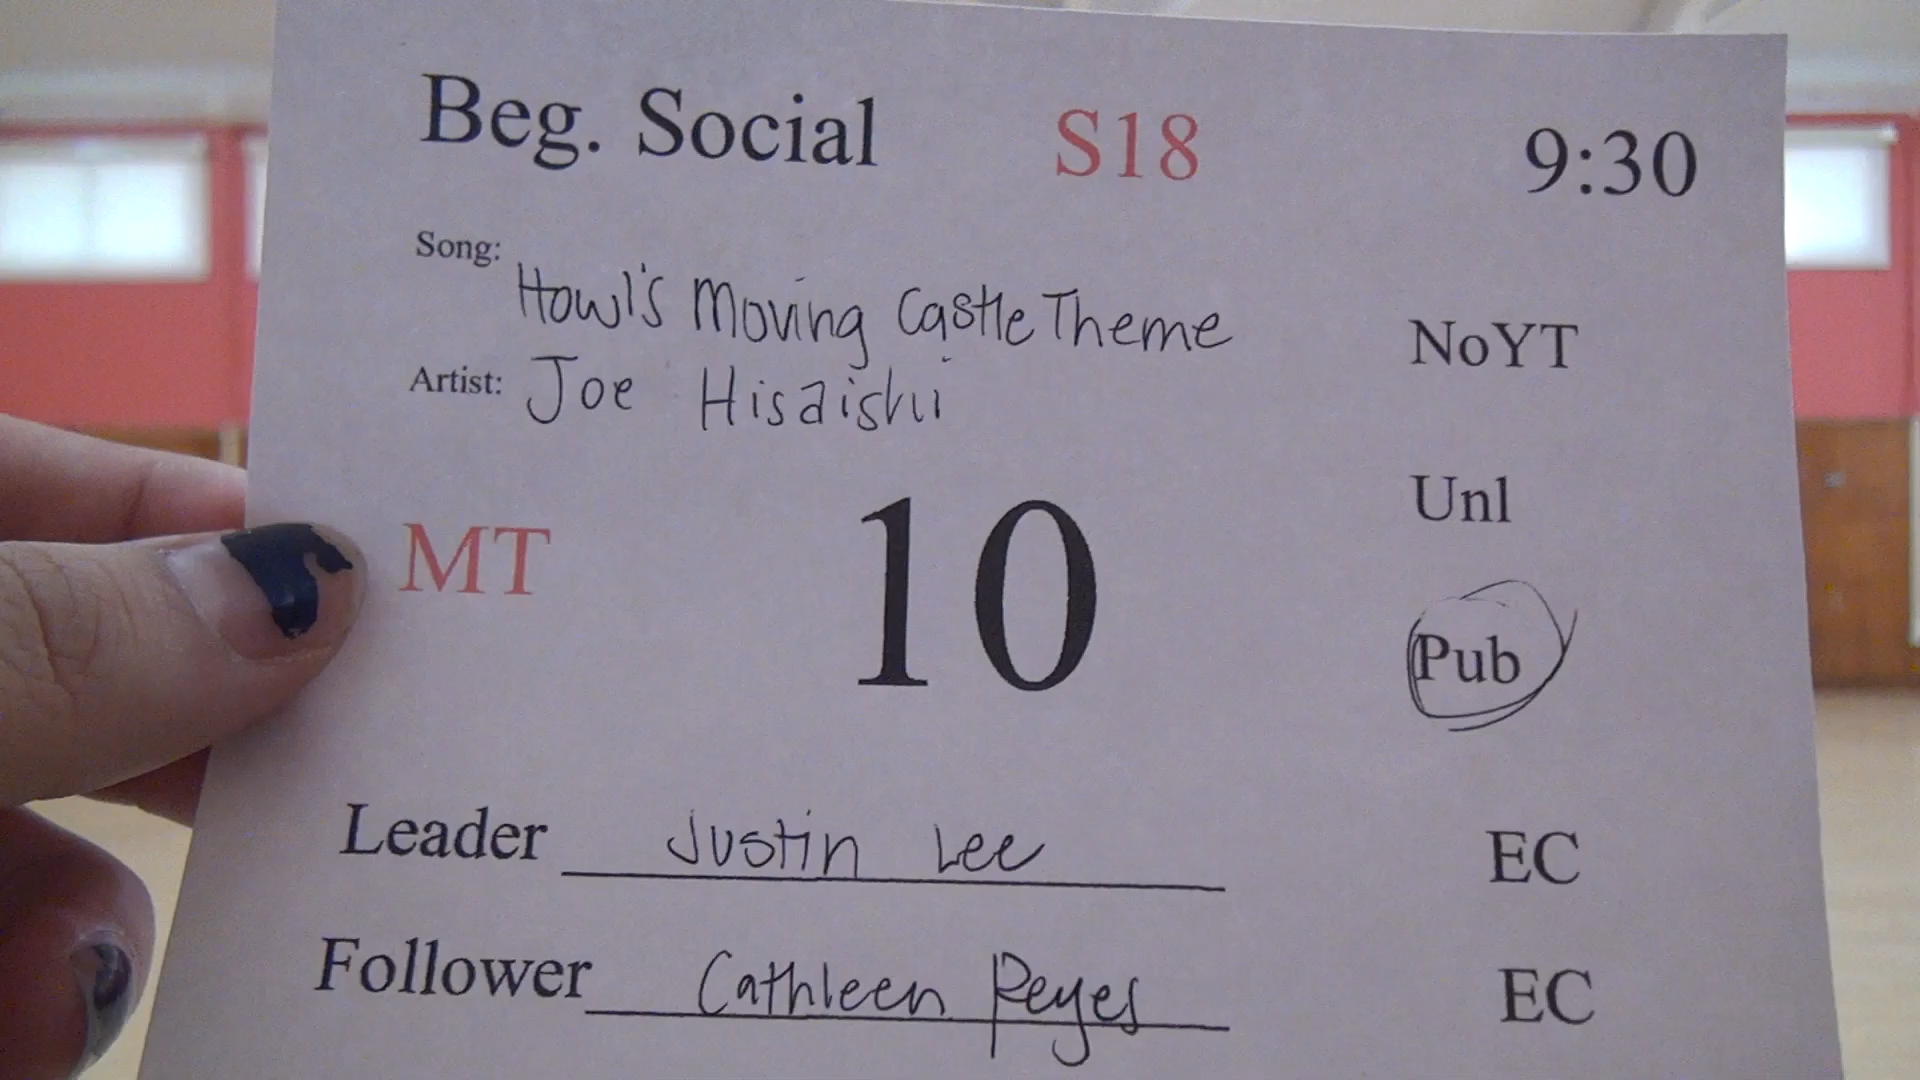 Beg. Social S18 9:30
Song: Howl's Moving Castle Theme
NoYT
Artist: Joe Hisaishi
Unl
MT 10
Pub
Leader Justin Lee EC
Follower Cathleen Reyes EC